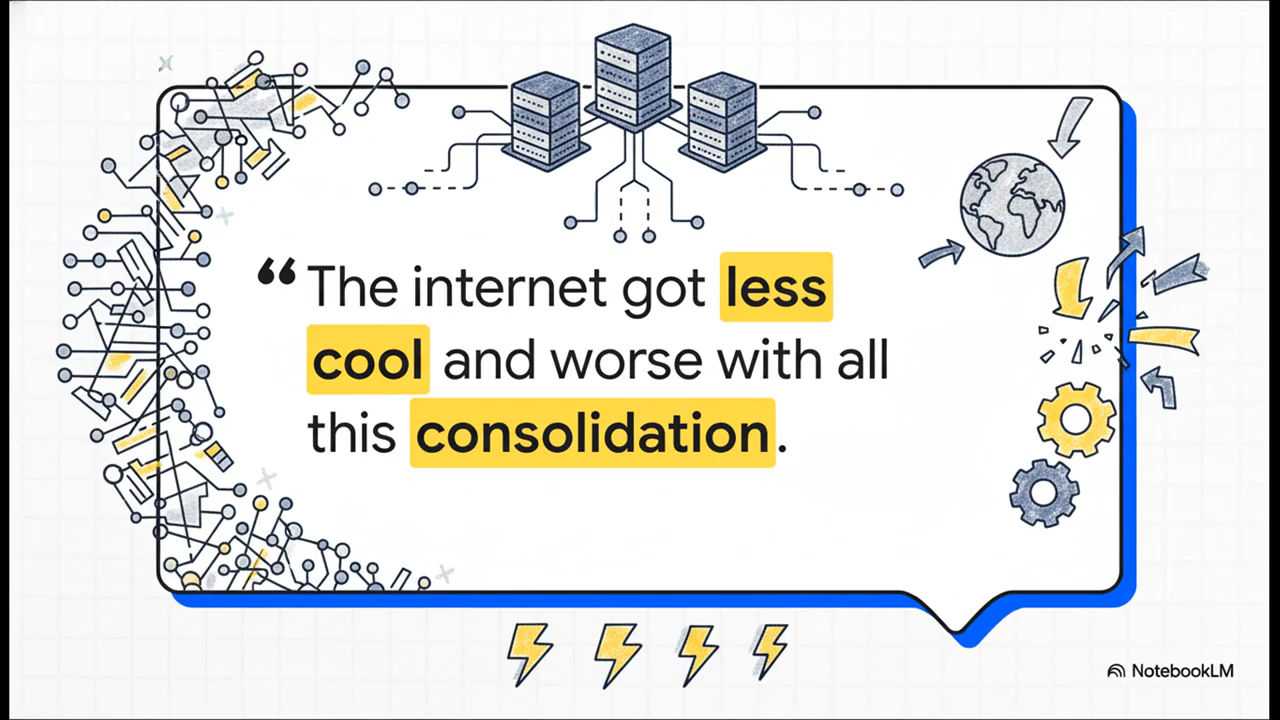 “The internet got less
cool and worse with all
this consolidation.
NotebookLM